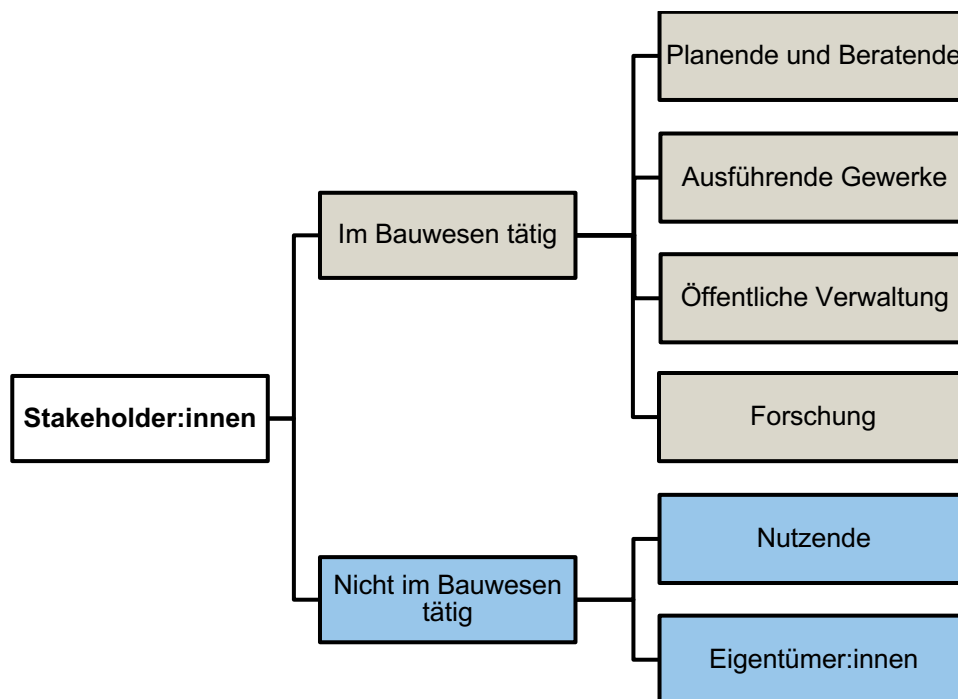 Planende und Beratende
Ausführende Gewerke
Im Bauwesen tätig
Öffentliche Verwaltung
Stakeholder:innen
Forschung
Nutzende
Nicht im Bauwesen
tätig
Eigentümer:innen